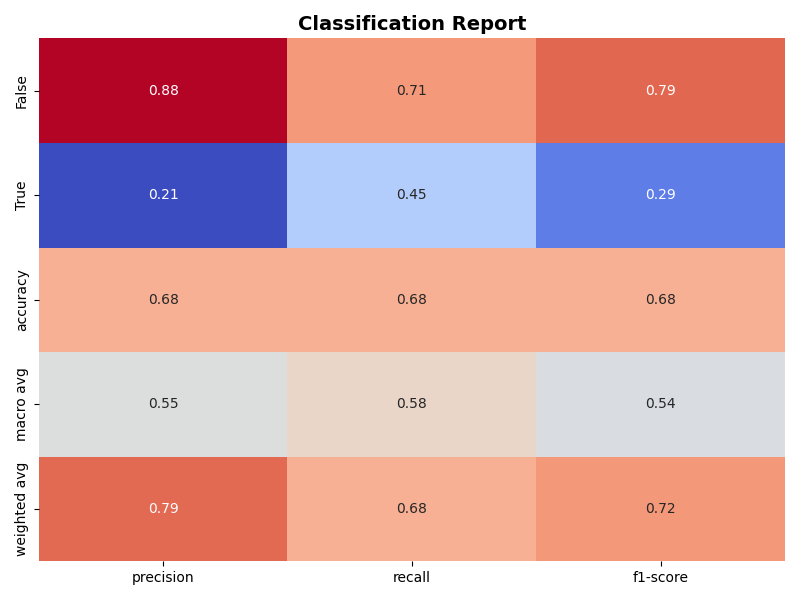 Classification Report
False 0.88 0.71 0.79
True 0.21 0.45 0.29
accuracy 0.68 0.68 0.68
macro avg 0.55 0.58 0.54
weighted avg 0.79 0.68 0.72
precision recall f1-score